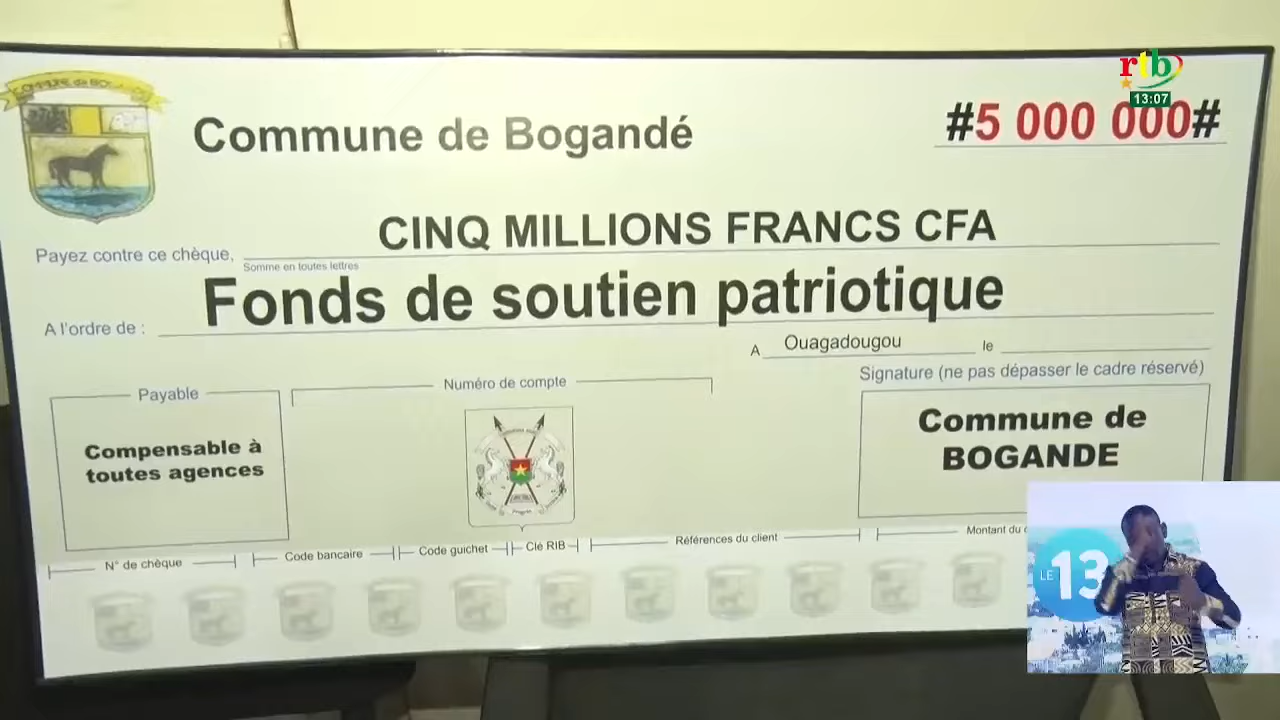 rtb
13:07
COMMUNE de BOGANDE
Commune de Bogandé
#5 000 000#
CINQ MILLIONS FRANCS CFA
Payez contre ce chèque,
Somme en toutes lettres
Fonds de soutien patriotique
A l'ordre de :
A Ouagadougou le
Signature (ne pas dépasser le cadre réservé)
Payable
Numéro de compte
Compensable à
toutes agences
Commune de
BOGANDE
N° de chèque
Code bancaire
Code guichet
Clé RIB
Références du client
Montant du
LE 13